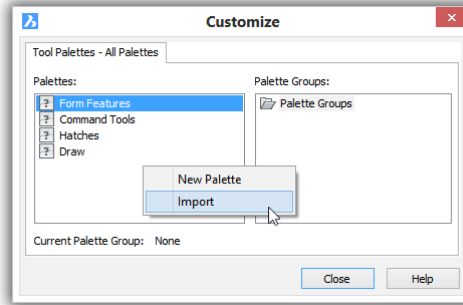 Customize
Tool Palettes - All Palettes
Palettes:
Form Features
Command Tools
Hatches
Draw
Palette Groups:
Palette Groups
New Palette
Import
Current Palette Group: None
Close
Help